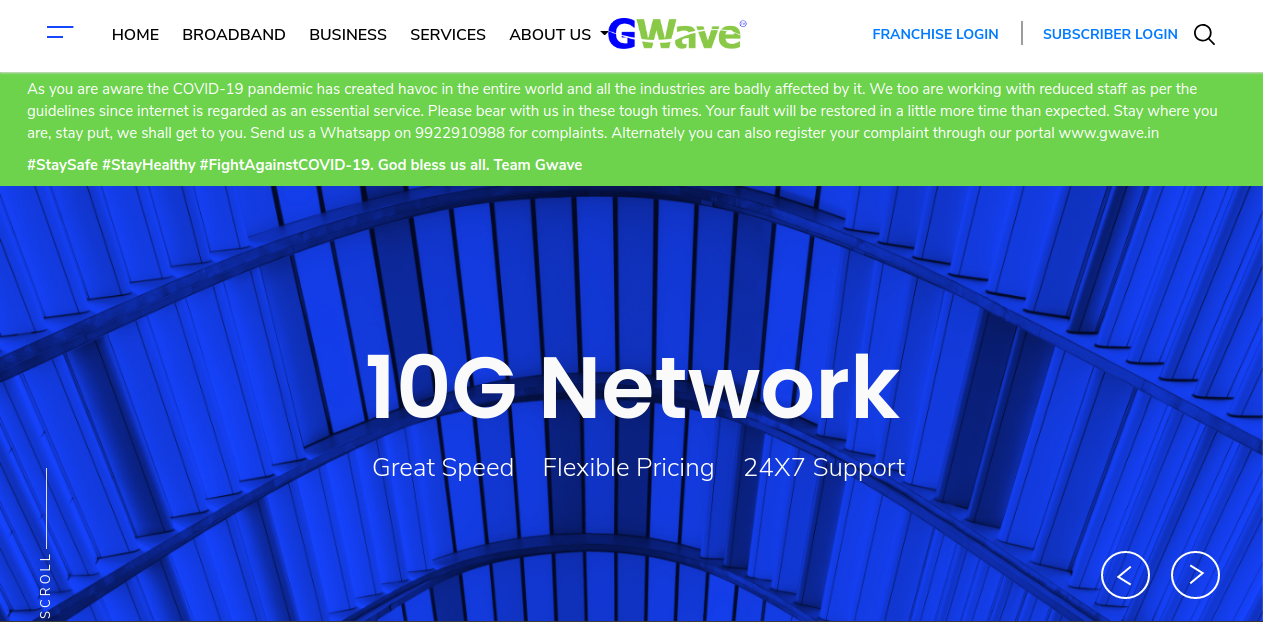 HOME BROADBAND BUSINESS SERVICES ABOUT US GWave FRANCHISE LOGIN SUBSCRIBER LOGIN
As you are aware the COVID-19 pandemic has created havoc in the entire world and all the industries are badly affected by it. We too are working with reduced staff as per the
guidelines since internet is regarded as an essential service. Please bear with us in these tough times. Your fault will be restored in a little more time than expected. Stay where you
are, stay put, we shall get to you. Send us a Whatsapp on 9922910988 for complaints. Alternately you can also register your complaint through our portal www.gwave.in
#StaySafe #StayHealthy #FightAgainstCOVID-19. God bless us all. Team Gwave
10G Network
Great Speed Flexible Pricing 24X7 Support
SCROLL